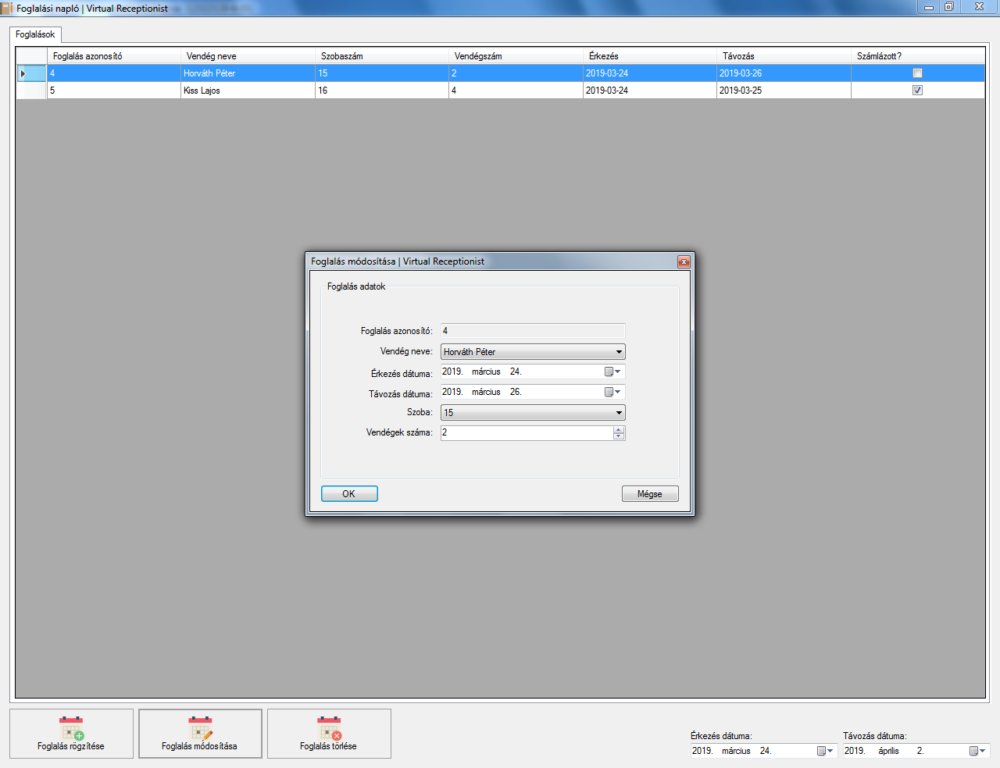 Foglalási napló | Virtual Receptionist
Foglalások
Foglalás azonosító Vendég neve Szobaszám Vendégszám Érkezés Távozás Számlázott?
4 Horváth Péter 15 2 2019-03-24 2019-03-26
5 Kiss Lajos 16 4 2019-03-24 2019-03-25
Foglalás módosítása | Virtual Receptionist
Foglalás adatok
Foglalás azonosító: 4
Vendég neve: Horváth Péter
Érkezés dátuma: 2019. március 24.
Távozás dátuma: 2019. március 26.
Szoba: 15
Vendégek száma: 2
OK Mégse
Foglalás rögzítése Foglalás módosítása Foglalás törlése
Érkezés dátuma: Távozás dátuma:
2019. március 24. 2019. április 2.